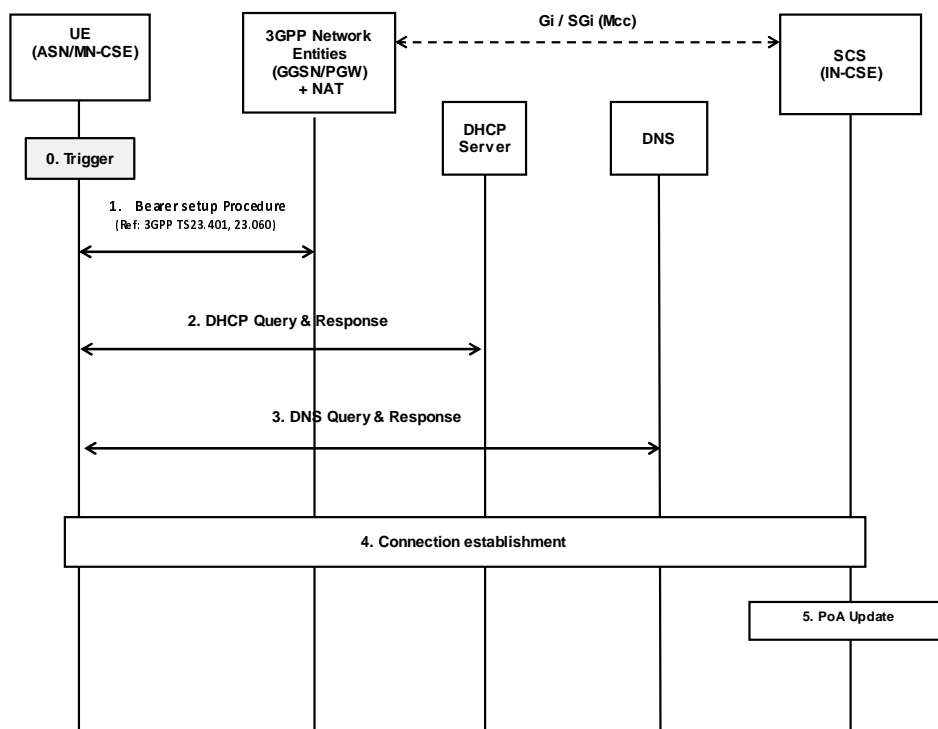 Gi / SGi (Mcc)
UE
(ASN/MN-CSE)
3GPP Network
Entities
(GGSN/PGW)
+ NAT
SCS
(IN-CSE)
DHCP
Server
DNS
0. Trigger
1. Bearer setup Procedure
(Ref: 3GPP TS23.401, 23.060)
2. DHCP Query & Response
3. DNS Query & Response
4. Connection establishment
5. PoA Update